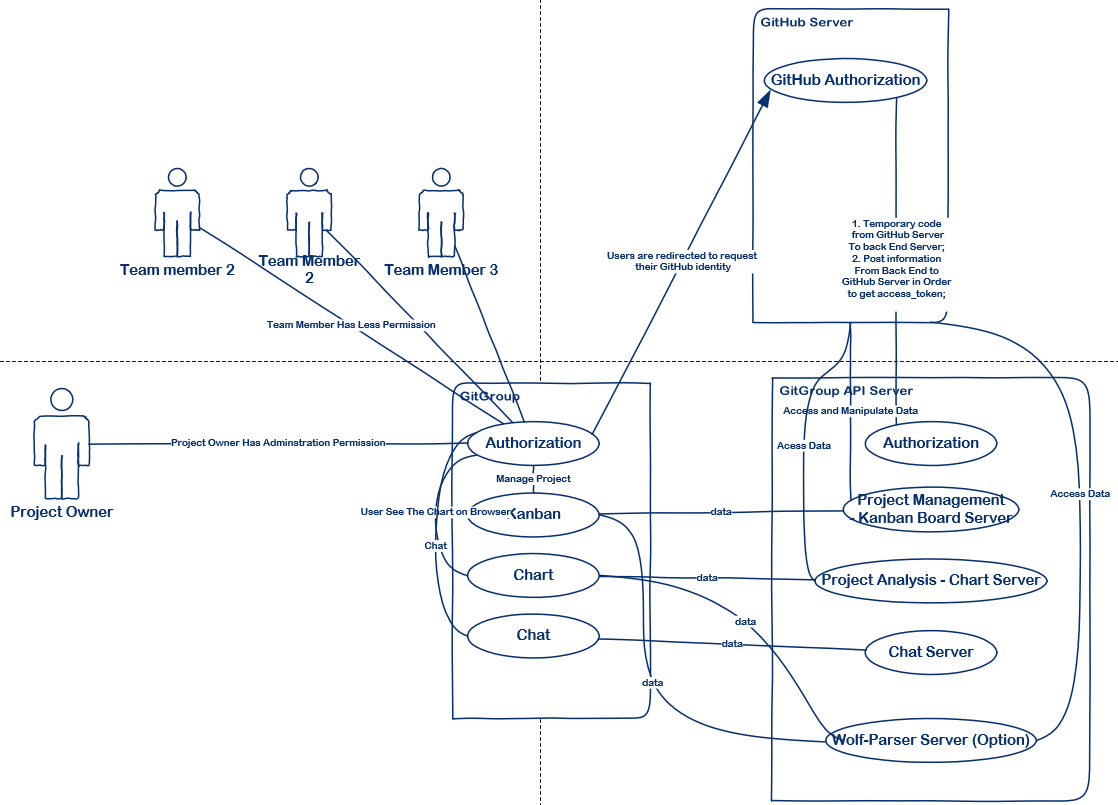 GitHub Server
GitHub Authorization
1. Temporary code
from GitHub Server
To back End Server;
2. Post information
From Back End to
GitHub Server in Order
to get access_token;
Users are redirected to request
their GitHub identity
Team member 2
Team Member
2
Team Member 3
Team Member Has Less Permission
Project Owner Has Adminstration Permission
Project Owner
GitGroup
Authorization
Manage Project
User See The Chart on Browser
Kanban
Chat
Chart
Chat
data
data
data
data
data
GitGroup API Server
Access and Manipulate Data
Authorization
Acess Data
Project Management
- Kanban Board Server
Access Data
Project Analysis - Chart Server
Chat Server
Wolf-Parser Server (Option)